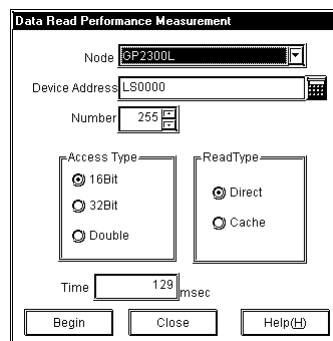 Data Read Performance Measurement
Node GP2300L
Device Address LS0000
Number 255
Access Type
16Bit
32Bit
Double
ReadType
Direct
Cache
Time 129 msec
Begin Close Help(H)